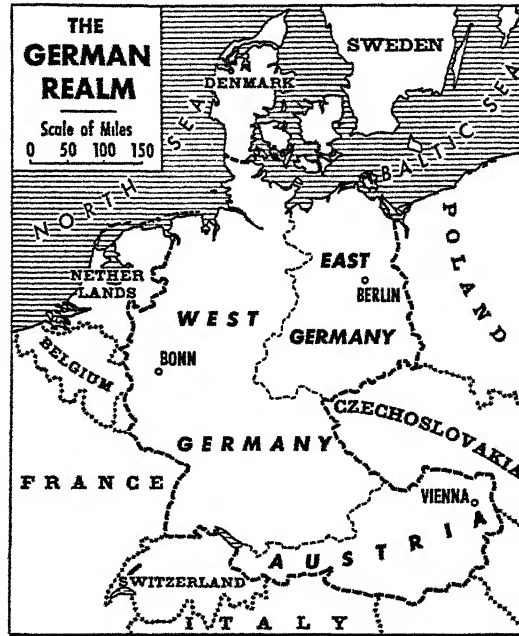 THE
GERMAN
REALM
Scale of Miles
0 50 100 150
SWEDEN
DENMARK
NORTH SEA
BALTIC SEA
POLAND
NETHER
LANDS
EAST
BERLIN
GERMANY
WEST
BELGIUM
BONN
CZECHOSLOVAKIA
GERMANY
FRANCE
VIENNA
AUSTRIA
SWITZERLAND
ITALY